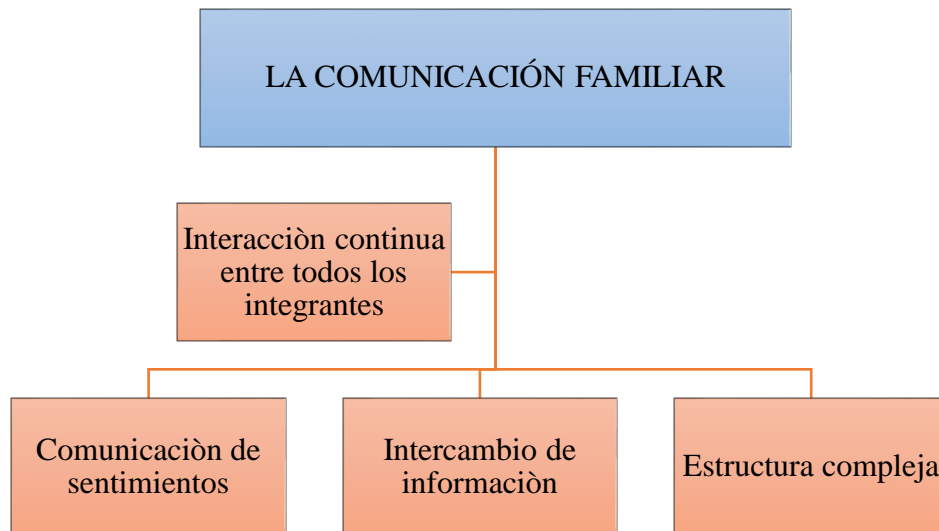 LA COMUNICACIÓN FAMILIAR
Interacciòn continua
entre todos los
integrantes
Comunicaciòn de
sentimientos
Intercambio de
informaciòn
Estructura compleja